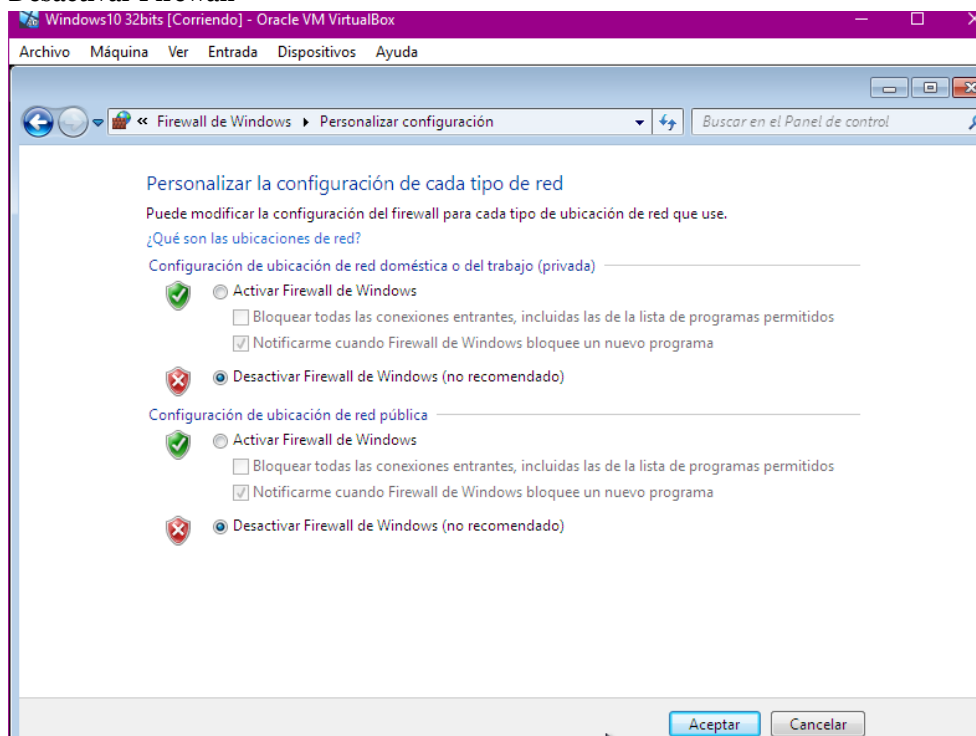 Desactivar Firewall
Windows10 32bits [Corriendo] - Oracle VM VirtualBox
Archivo Máquina Ver Entrada Dispositivos Ayuda
« Firewall de Windows ▸ Personalizar configuración Buscar en el Panel de control
Personalizar la configuración de cada tipo de red
Puede modificar la configuración del firewall para cada tipo de ubicación de red que use.
¿Qué son las ubicaciones de red?
Configuración de ubicación de red doméstica o del trabajo (privada)
Activar Firewall de Windows
Bloquear todas las conexiones entrantes, incluidas las de la lista de programas permitidos
Notificarme cuando Firewall de Windows bloquee un nuevo programa
Desactivar Firewall de Windows (no recomendado)
Configuración de ubicación de red pública
Activar Firewall de Windows
Bloquear todas las conexiones entrantes, incluidas las de la lista de programas permitidos
Notificarme cuando Firewall de Windows bloquee un nuevo programa
Desactivar Firewall de Windows (no recomendado)
Aceptar Cancelar